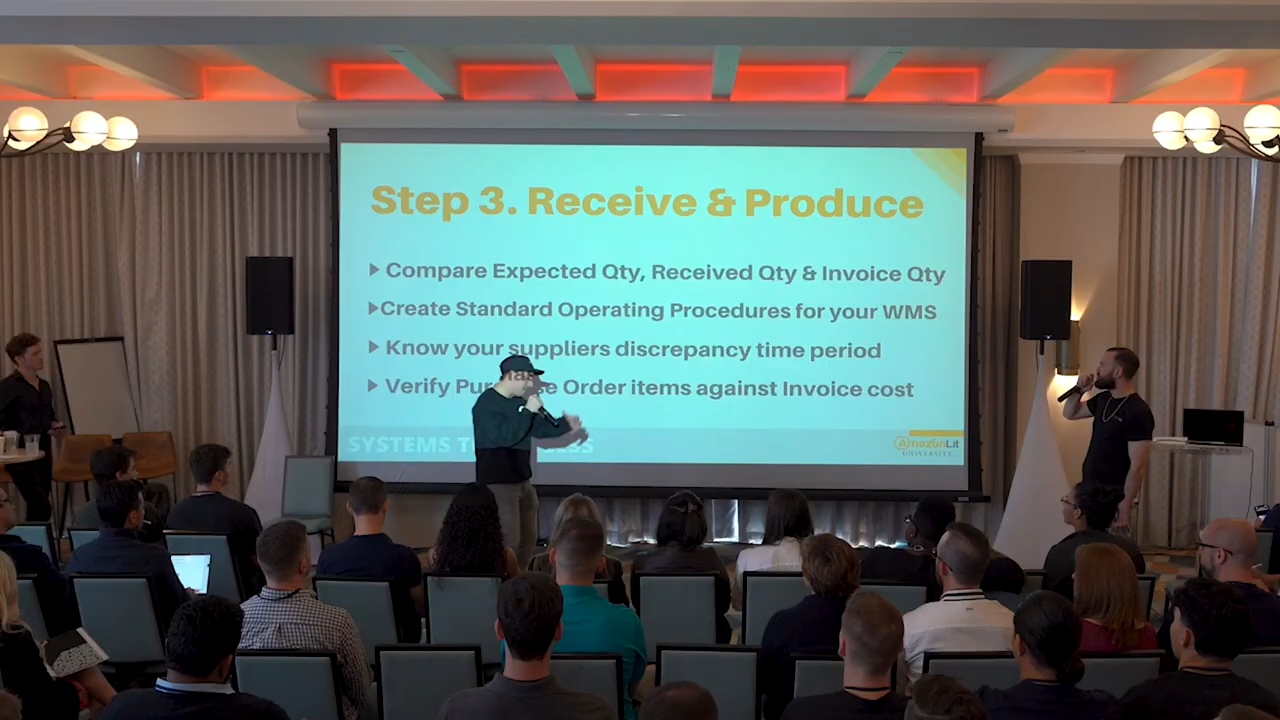 Step 3. Receive & Produce
Compare Expected Qty, Received Qty & Invoice Qty
Create Standard Operating Procedures for your WMS
Know your suppliers discrepancy time period
Verify Purchase Order items against Invoice cost
SYSTEMS
AmazonLit
UNIVERSITY